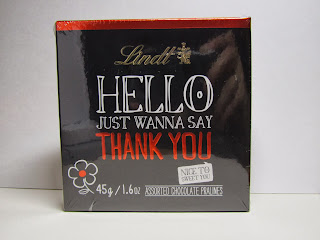 Lindt
HELLO
JUST WANNA SAY
THANK YOU
NICE TO
SWEET YOU
45g / 1.6oz ASSORTED CHOCOLATE PRALINES